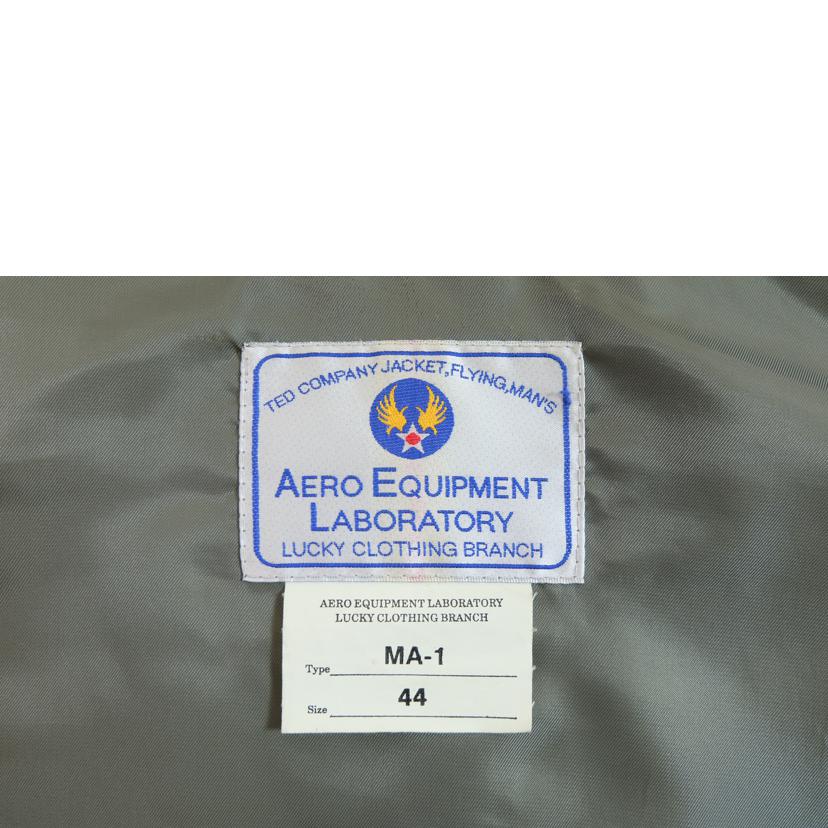 TED COMPANY JACKET,FLYING,MAN'S
AERO EQUIPMENT
LABORATORY
LUCKY CLOTHING BRANCH
AERO EQUIPMENT LABORATORY
LUCKY CLOTHING BRANCH
Type MA-1
Size 44